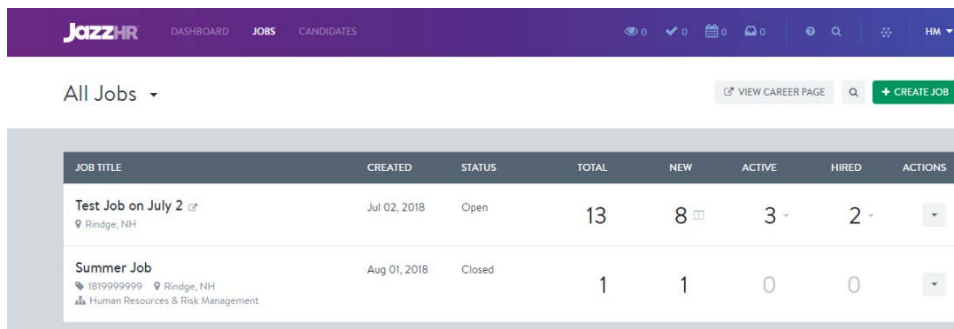 JazzHR DASHBOARD JOBS CANDIDATES 0 0 0 0 HM
All Jobs VIEW CAREER PAGE + CREATE JOB
JOB TITLE CREATED STATUS TOTAL NEW ACTIVE HIRED ACTIONS
Test Job on July 2 Jul 02, 2018 Open 13 8 3 2
Rindge, NH
Summer Job Aug 01, 2018 Closed 1 1 0 0
1819999999 Rindge, NH
Human Resources & Risk Management